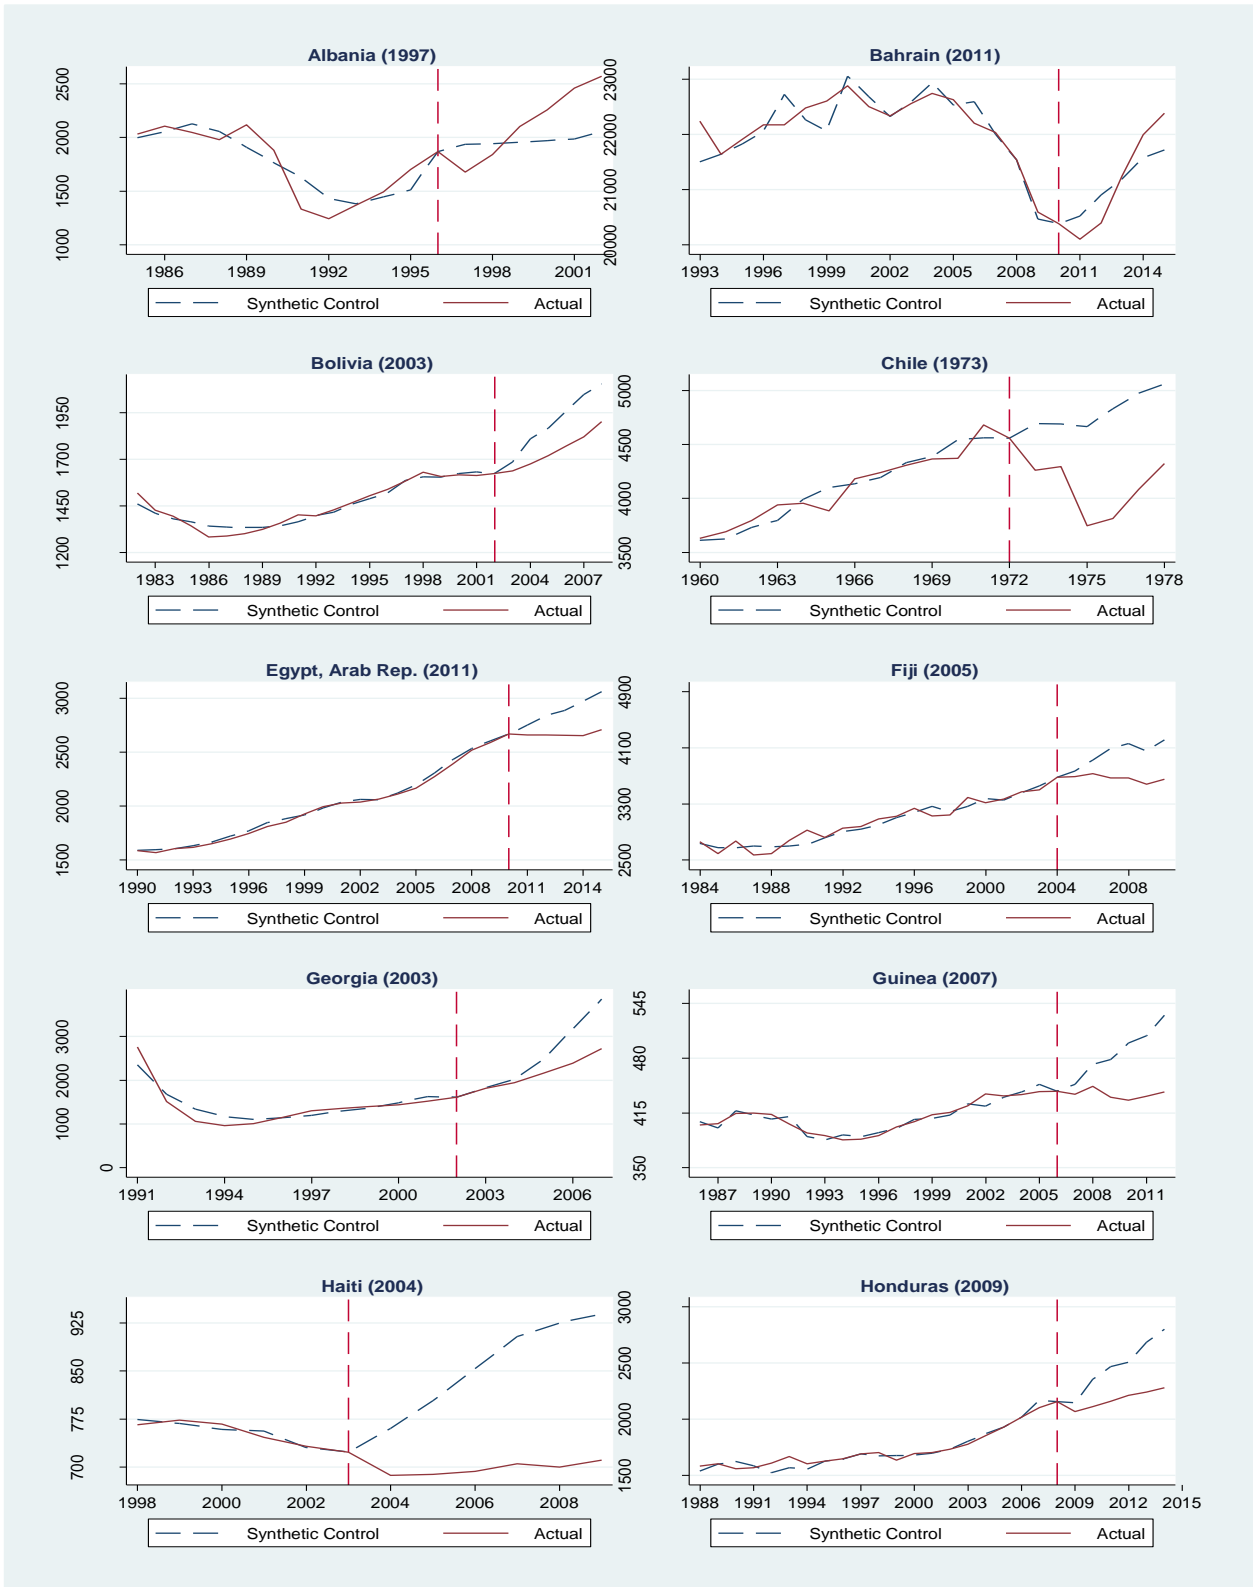 Albania (1997)
2500
2000
1500
1000
1986 1989 1992 1995 1998 2001
Synthetic Control Actual
Bahrain (2011)
23000
22000
21000
20000
1993 1996 1999 2002 2005 2008 2011 2014
Synthetic Control Actual
Bolivia (2003)
1950
1700
1450
1200
1983 1986 1989 1992 1995 1998 2001 2004 2007
Synthetic Control Actual
Chile (1973)
5000
4500
4000
3500
1960 1963 1966 1969 1972 1975 1978
Synthetic Control Actual
Egypt, Arab Rep. (2011)
3000
2500
2000
1500
1990 1993 1996 1999 2002 2005 2008 2011 2014
Synthetic Control Actual
Fiji (2005)
4900
4100
3300
2500
1984 1988 1992 1996 2000 2004 2008
Synthetic Control Actual
Georgia (2003)
3000
2000
1000
0
1991 1994 1997 2000 2003 2006
Synthetic Control Actual
Guinea (2007)
545
480
415
350
1987 1990 1993 1996 1999 2002 2005 2008 2011
Synthetic Control Actual
Haiti (2004)
925
850
775
700
1998 2000 2002 2004 2006 2008
Synthetic Control Actual
Honduras (2009)
3000
2500
2000
1500
1988 1991 1994 1997 2000 2003 2006 2009 2012 2015
Synthetic Control Actual